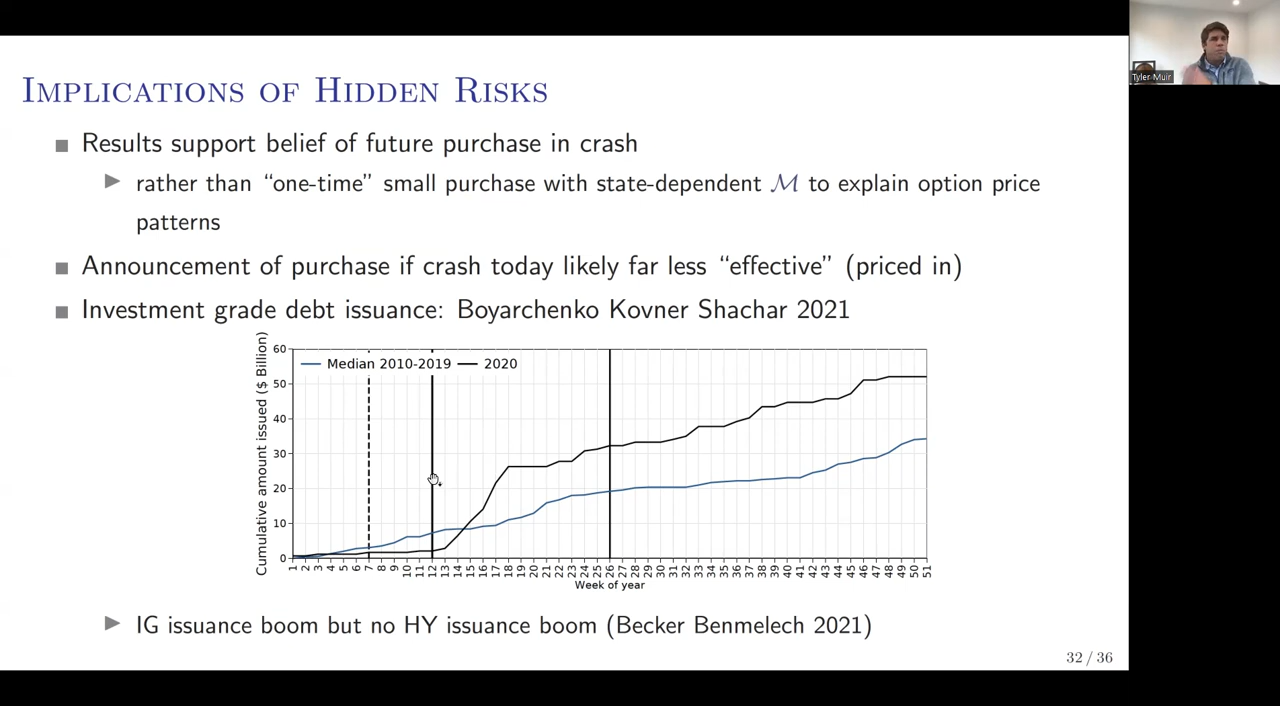 Tyler Muir
IMPLICATIONS OF HIDDEN RISKS
Results support belief of future purchase in crash
rather than “one-time” small purchase with state-dependent ℳ to explain option price
patterns
Announcement of purchase if crash today likely far less “effective” (priced in)
Investment grade debt issuance: Boyarchenko Kovner Shachar 2021
Cumulative amount issued ($ Billion)
60
50
40
30
20
10
0
Median 2010-2019
2020
1 2 3 4 5 6 7 8 9 10 11 12 13 14 15 16 17 18 19 20 21 22 23 24 25 26 27 28 29 30 31 32 33 34 35 36 37 38 39 40 41 42 43 44 45 46 47 48 49 50 51
Week of year
IG issuance boom but no HY issuance boom (Becker Benmelech 2021)
32 / 36